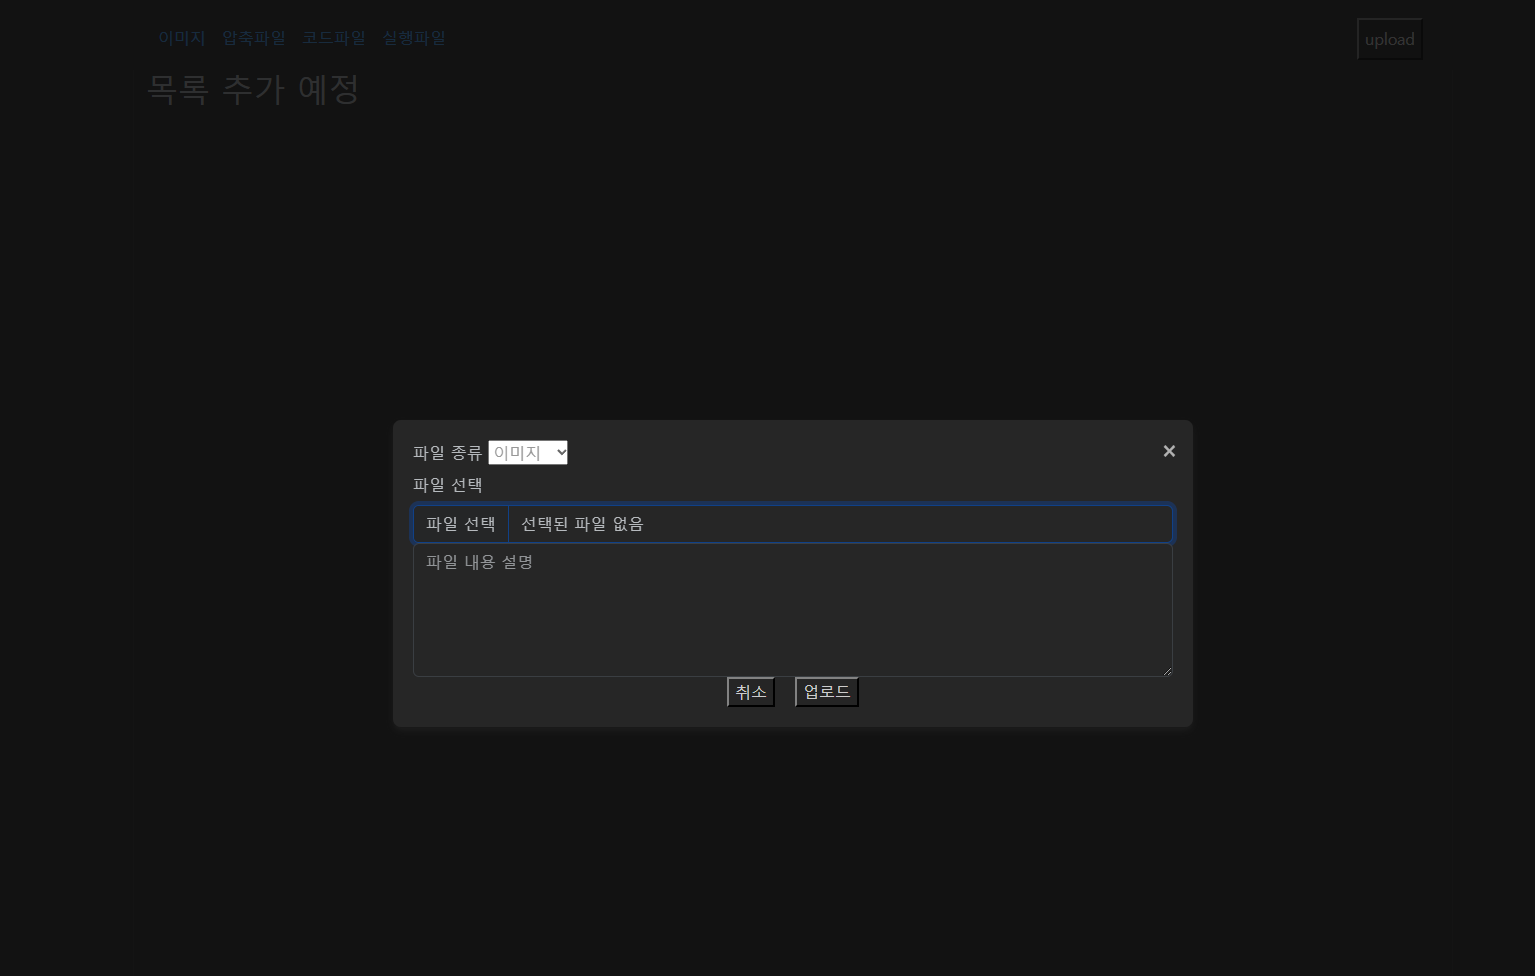 이미지 압축파일 코드파일 실행파일 upload
목록 추가 예정
파일 종류 이미지 ×
파일 선택
파일 선택 선택된 파일 없음
파일 내용 설명
취소 업로드